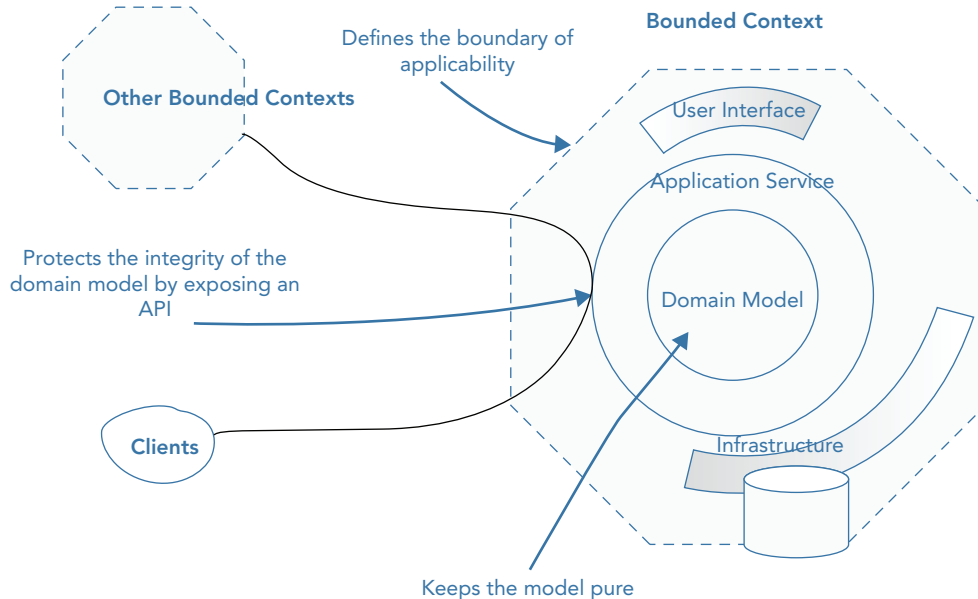 Bounded Context
Defines the boundary of
applicability
Other Bounded Contexts
User Interface
Application Service
Protects the integrity of the
domain model by exposing an
API
Domain Model
Clients
Infrastructure
Keeps the model pure